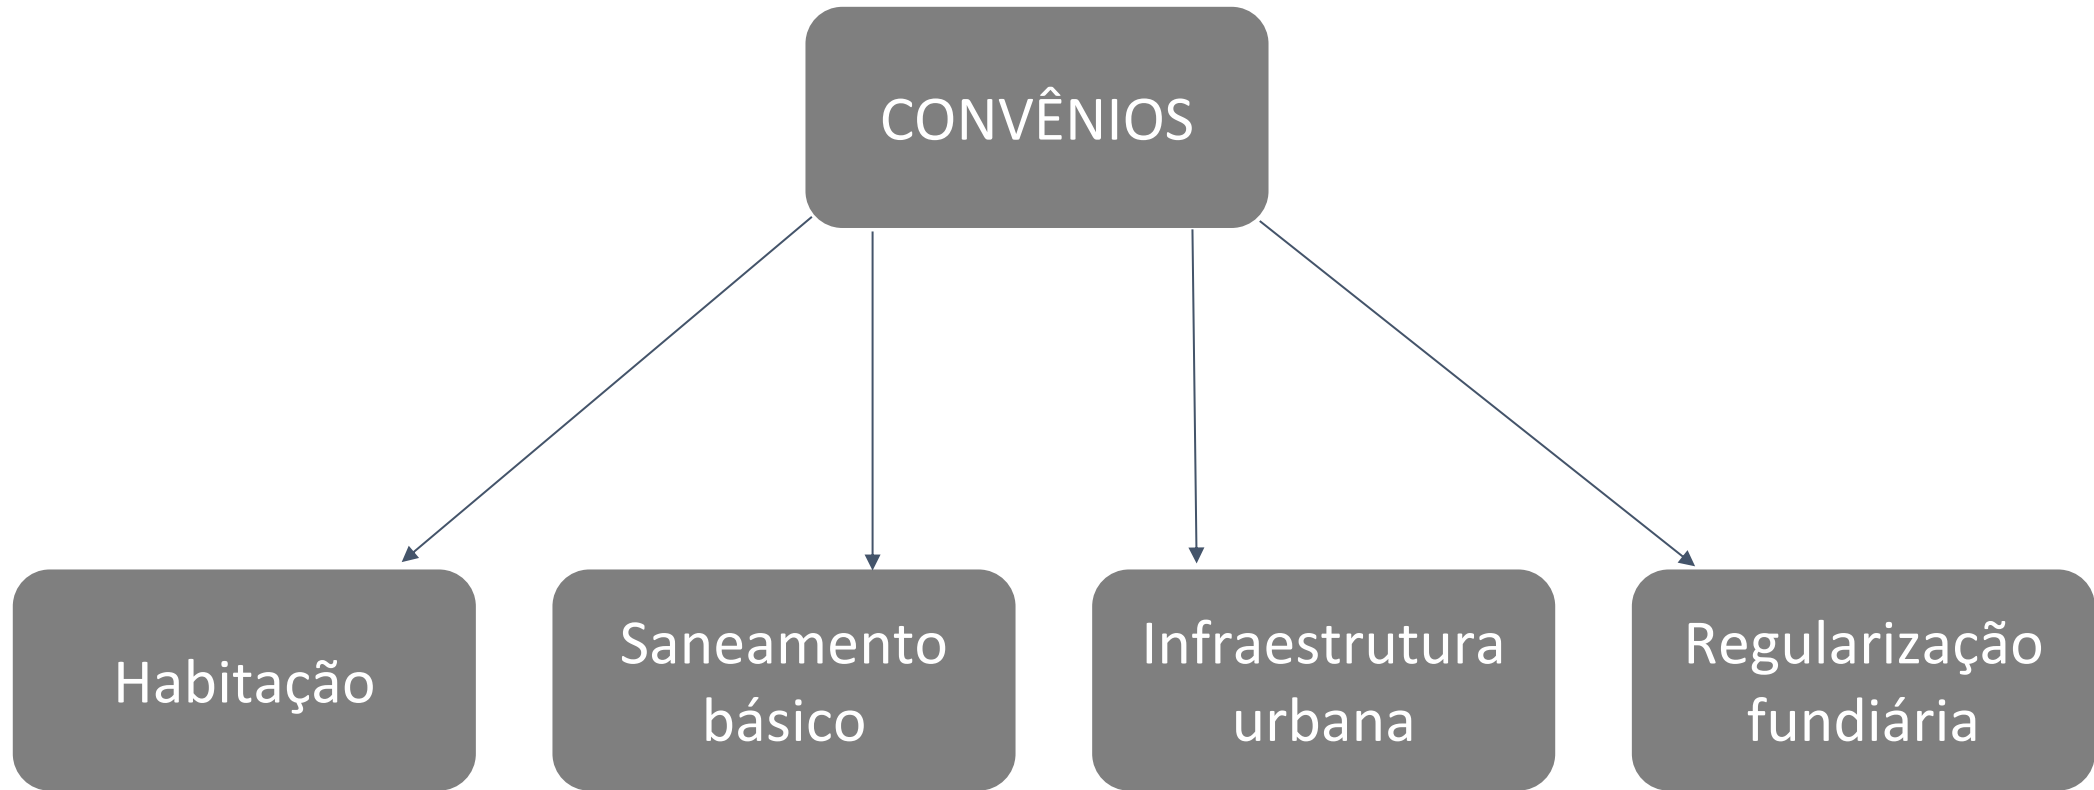 CONVÊNIOS
Habitação
Saneamento
básico
Infraestrutura
urbana
Regularização
fundiária